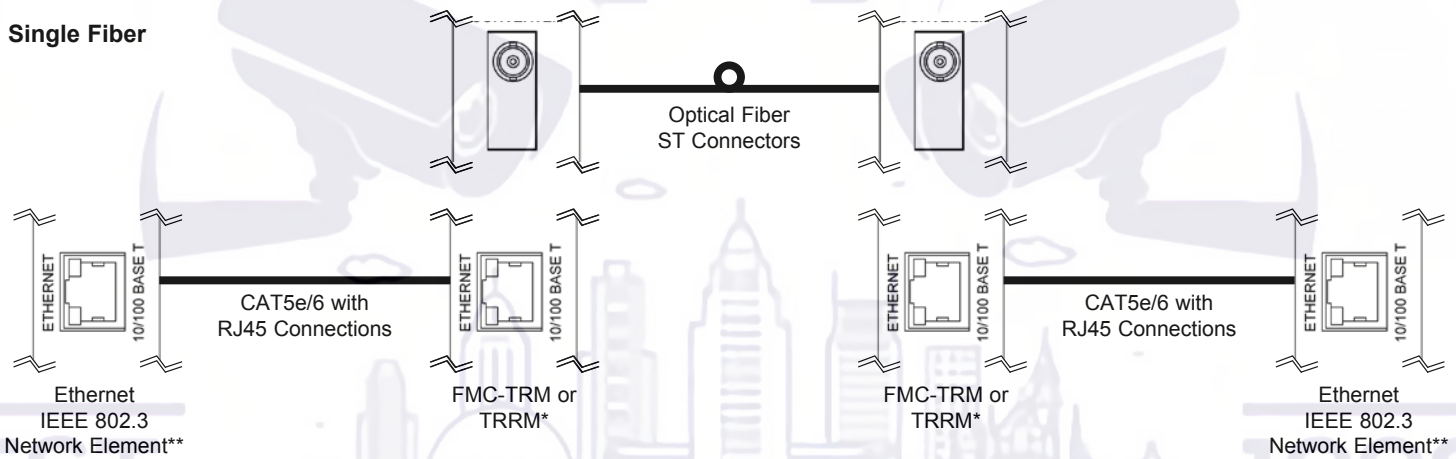 Single Fiber
Optical Fiber
ST Connectors
ETHERNET
10/100 BASE T
CAT5e/6 with
RJ45 Connections
ETHERNET
10/100 BASE T
ETHERNET
10/100 BASE T
CAT5e/6 with
RJ45 Connections
ETHERNET
10/100 BASE T
Ethernet
IEEE 802.3
Network Element**
FMC-TRM or
TRRM*
FMC-TRM or
TRRM*
Ethernet
IEEE 802.3
Network Element**